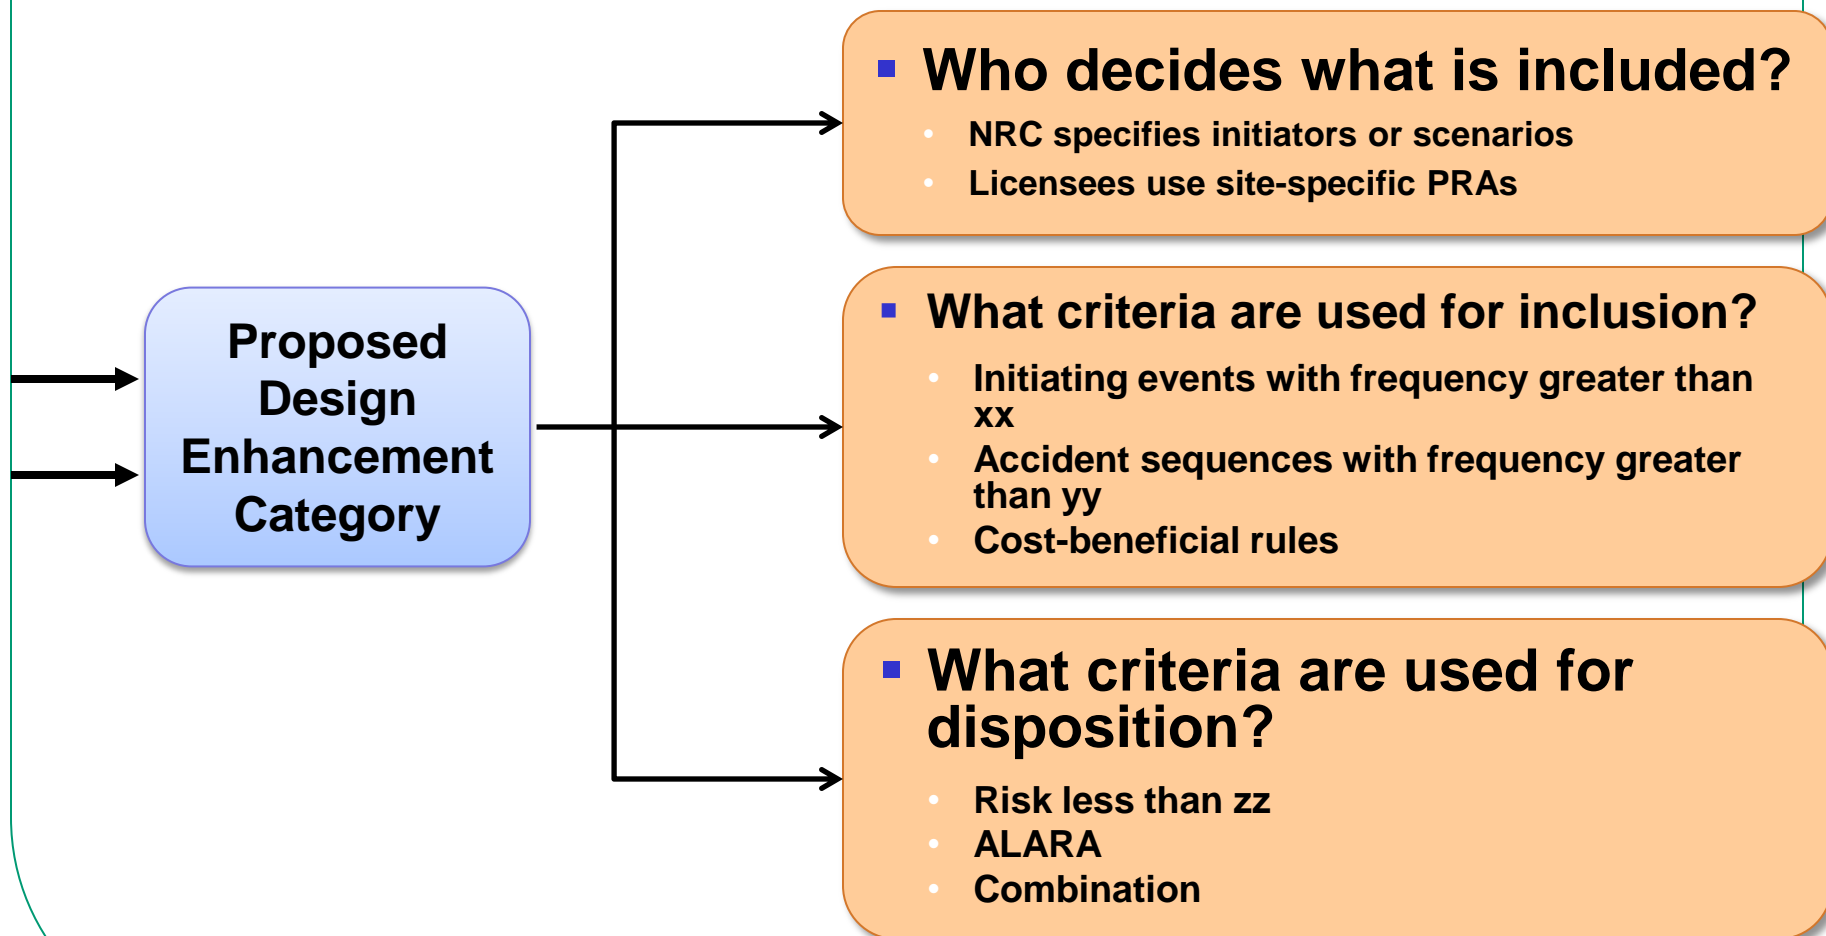 Proposed
Design
Enhancement
Category
Who decides what is included?
NRC specifies initiators or scenarios
Licensees use site-specific PRAs
What criteria are used for inclusion?
Initiating events with frequency greater than
xx
Accident sequences with frequency greater
than yy
Cost-beneficial rules
What criteria are used for
disposition?
Risk less than zz
ALARA
Combination